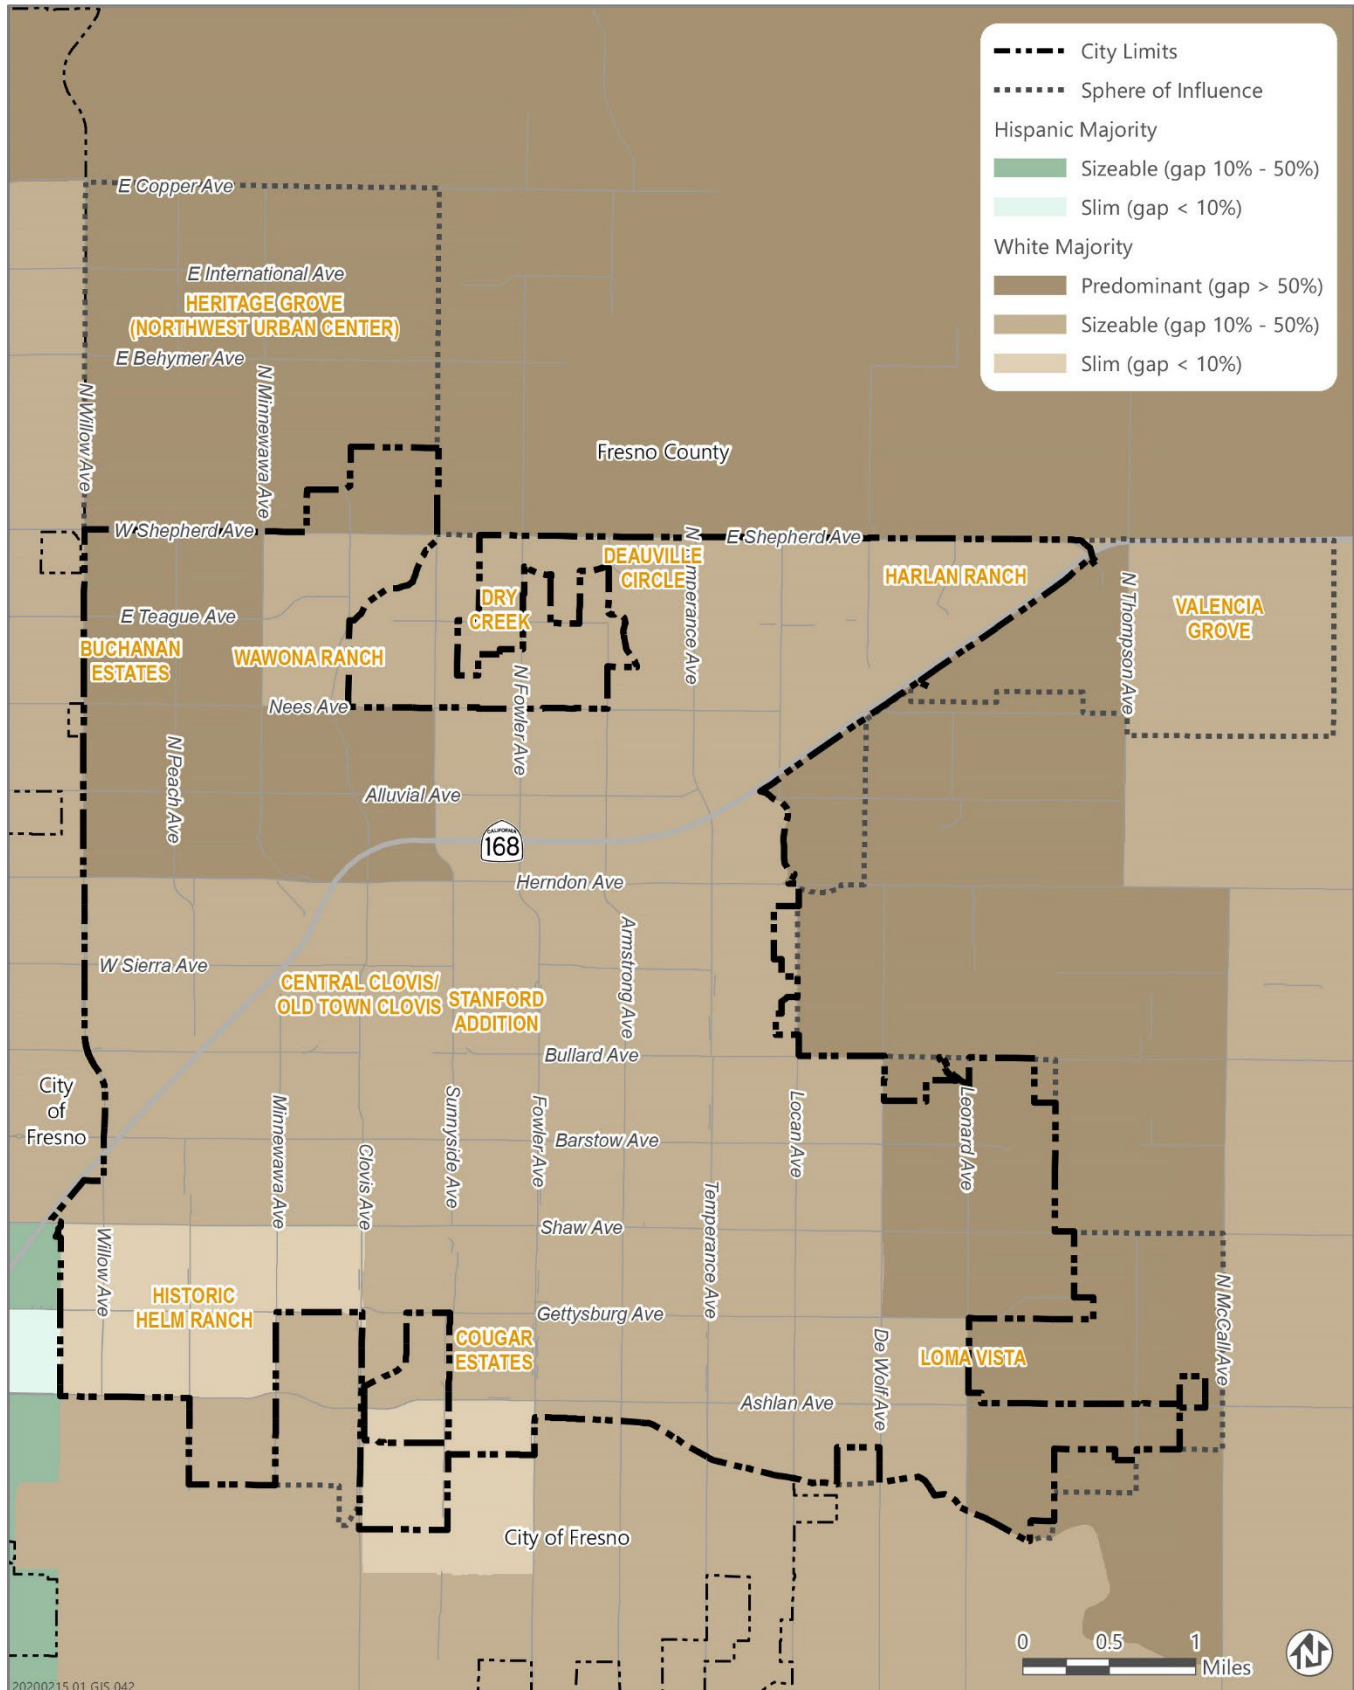 City Limits
Sphere of Influence
Hispanic Majority
Sizeable (gap 10% - 50%)
Slim (gap < 10%)
White Majority
Predominant (gap > 50%)
Sizeable (gap 10% - 50%)
Slim (gap < 10%)
E Copper Ave
E International Ave
HERITAGE GROVE
(NORTHWEST URBAN CENTER)
E Behymer Ave
N Willow Ave
N Minnewawa Ave
Fresno County
W Shepherd Ave
E Shepherd Ave
N Temperance Ave
DEAUVILLE
CIRCLE
HARLAN RANCH
DRY
CREEK
N Thompson Ave
VALENCIA
GROVE
E Teague Ave
BUCHANAN
ESTATES
WAWONA RANCH
Nees Ave
N Fowler Ave
N Peach Ave
Alluvial Ave
CALIFORNIA
168
Herndon Ave
Armstrong Ave
W Sierra Ave
CENTRAL CLOVIS/
OLD TOWN CLOVIS
STANFORD
ADDITION
Bullard Ave
City
of
Fresno
Minnewawa Ave
Clovis Ave
Sunnyside Ave
Fowler Ave
Barstow Ave
Locan Ave
Leonard Ave
Temperance Ave
Shaw Ave
Willow Ave
HISTORIC
HELM RANCH
Gettysburg Ave
COUGAR
ESTATES
De Wolf Ave
LOMA VISTA
N McCall Ave
Ashlan Ave
City of Fresno
0 0.5 1
Miles
N
20200215.01 GIS 042